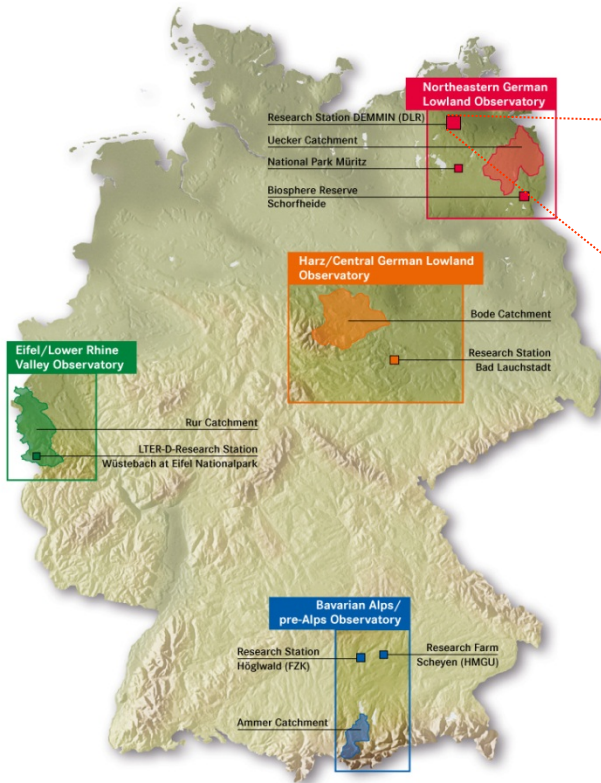 Northeastern German
Lowland Observatory
Research Station DEMMIN (DLR)
Uecker Catchment
National Park Müritz
Biosphere Reserve
Schorfheide
Harz/Central German Lowland
Observatory
Bode Catchment
Research Station
Bad Lauchstadt
Eifel/Lower Rhine
Valley Observatory
Rur Catchment
LTER-D-Research Station
Wüstebach at Eifel Nationalpark
Bavarian Alps/
pre-Alps Observatory
Research Station
Höglwald (FZK)
Research Farm
Scheyen (HMGU)
Ammer Catchment